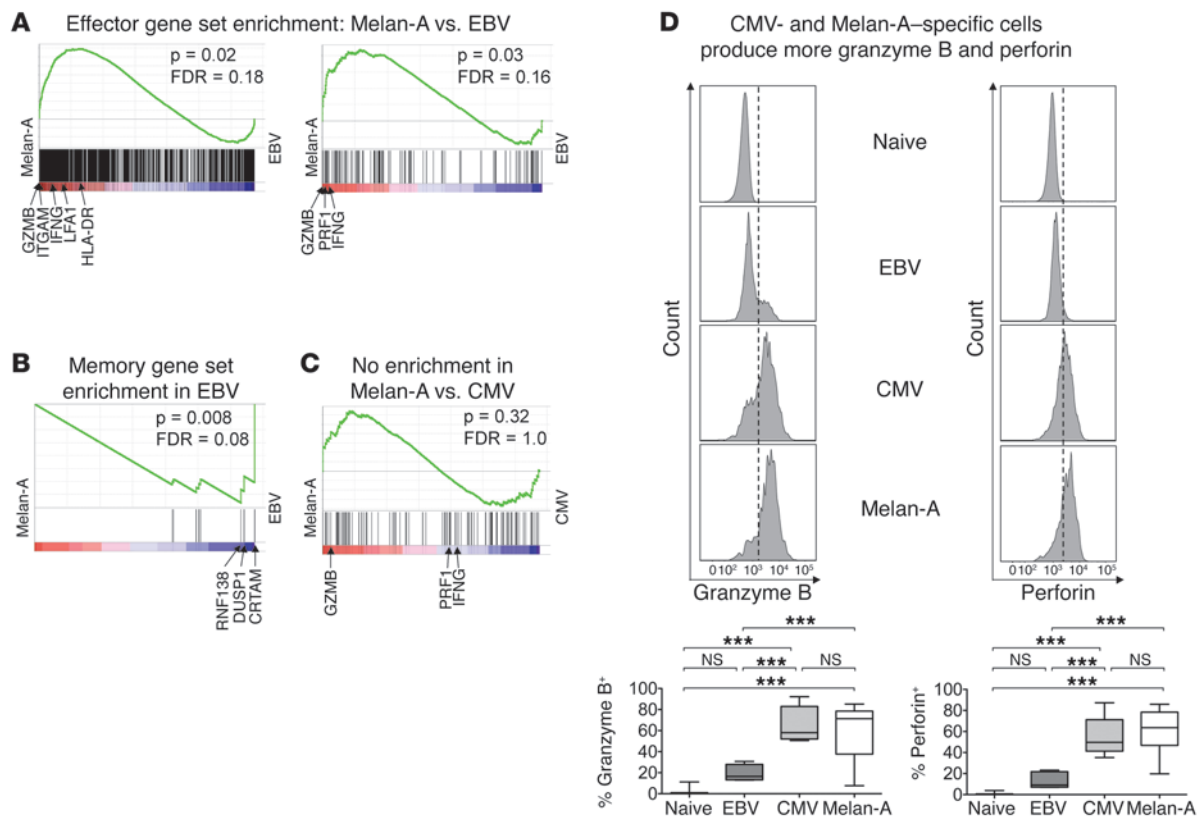 A Effector gene set enrichment: Melan-A vs. EBV
p = 0.02
FDR = 0.18
Melan-A
EBV
GZMB
ITGAM
IFNG
LFA1
HLA-DR
p = 0.03
FDR = 0.16
Melan-A
EBV
GZMB
PRF1
IFNG
B Memory gene set
enrichment in EBV
p = 0.008
FDR = 0.08
Melan-A
EBV
RNF138
DUSP1
CRTAM
C No enrichment in
Melan-A vs. CMV
p = 0.32
FDR = 1.0
Melan-A
CMV
GZMB
PRF1
IFNG
D CMV- and Melan-A–specific cells
produce more granzyme B and perforin
Count
Naive
EBV
CMV
Melan-A
Count
0 10² 10³ 10⁴ 10⁵
Granzyme B
0 10² 10³ 10⁴ 10⁵
Perforin
***
***
NS *** NS
***
% Granzyme B⁺
100
80
60
40
20
0
Naive EBV CMV Melan-A
***
***
NS *** NS
***
% Perforin⁺
100
80
60
40
20
0
Naive EBV CMV Melan-A